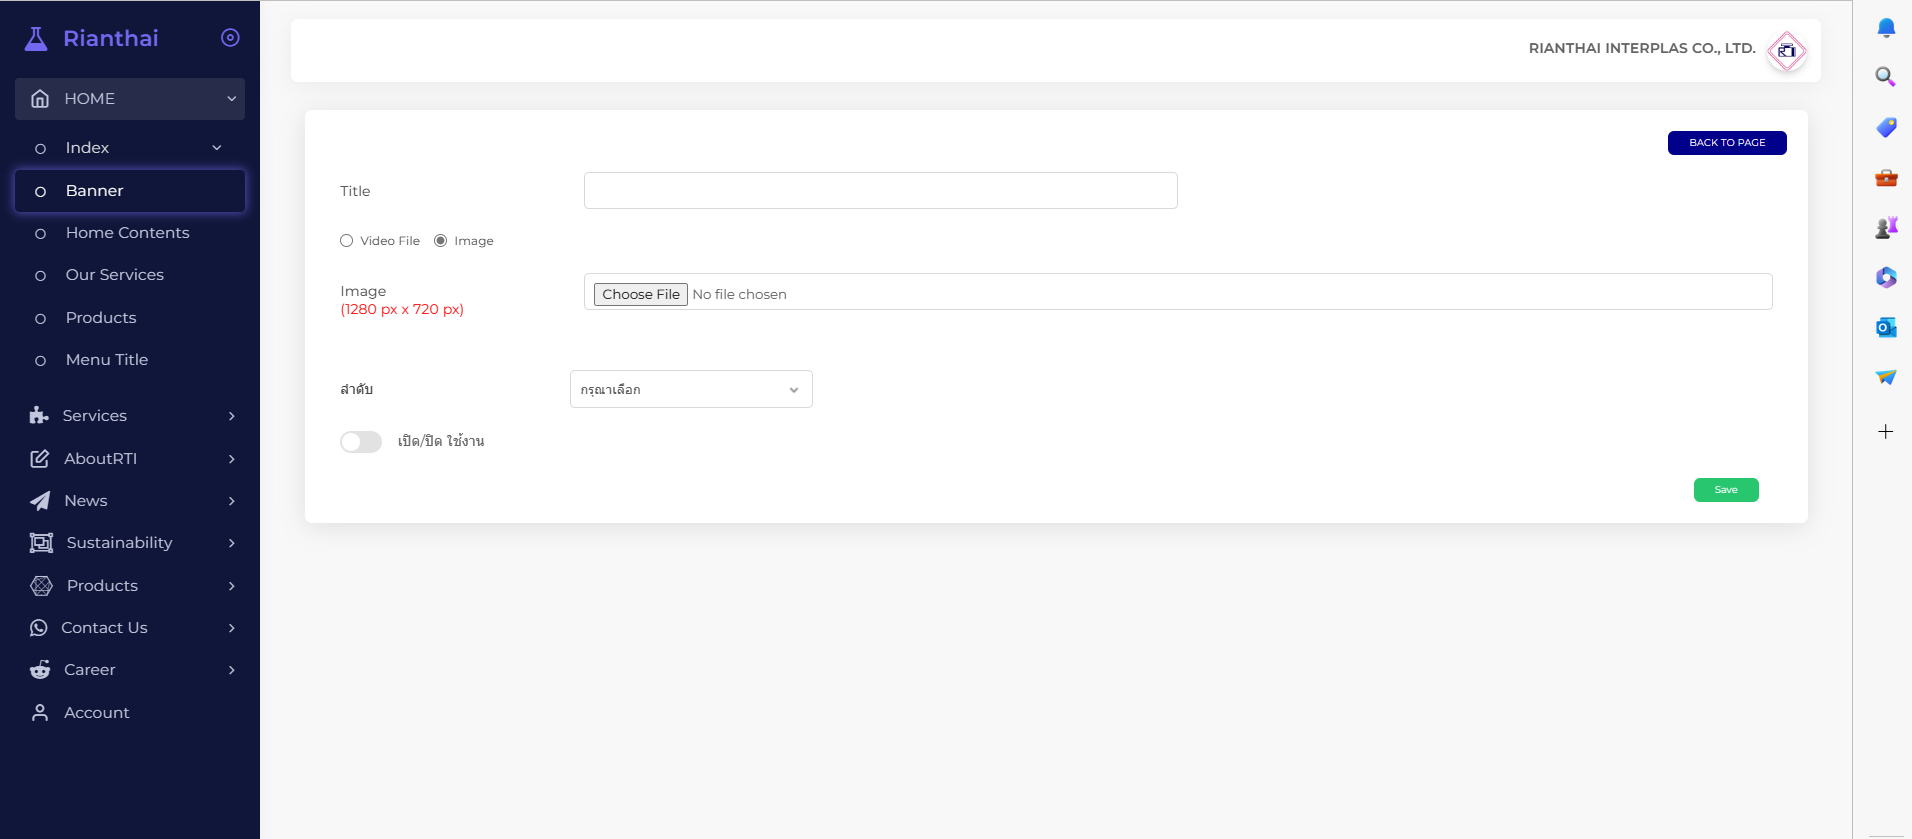 Rianthai
HOME
Index
Banner
Home Contents
Our Services
Products
Menu Title
Services
AboutRTI
News
Sustainability
Products
Contact Us
Career
Account
RIANTHAI INTERPLAS CO., LTD.
BACK TO PAGE
Title
Video File Image
Image
(1280 px x 720 px)
Choose File No file chosen
ลำดับ
กรุณาเลือก
เปิด/ปิด ใช้งาน
Save